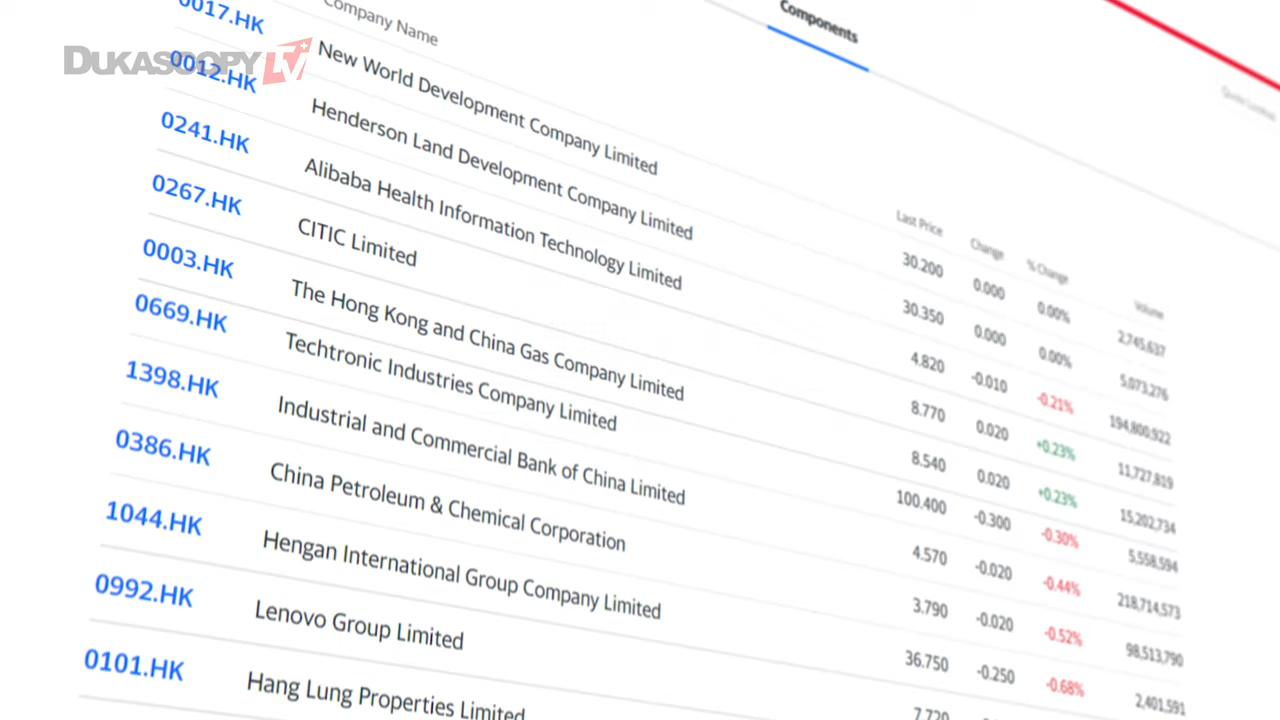 DUKASCOPY TV
Components
Company Name
Last Price Change % Change Volume
0017.HK New World Development Company Limited 30.200 0.000 0.00% 2,745,637
0012.HK Henderson Land Development Company Limited 30.350 0.000 0.00% 5,073,276
0241.HK Alibaba Health Information Technology Limited 4.820 -0.010 -0.21% 194,800,922
0267.HK CITIC Limited 8.770 0.020 +0.23% 11,727,819
0003.HK The Hong Kong and China Gas Company Limited 8.540 0.020 +0.23% 15,202,734
0669.HK Techtronic Industries Company Limited 100.400 -0.300 -0.30% 5,558,594
1398.HK Industrial and Commercial Bank of China Limited 4.570 -0.020 -0.44% 218,714,573
0386.HK China Petroleum & Chemical Corporation 3.790 -0.020 -0.52% 98,513,790
1044.HK Hengan International Group Company Limited 36.750 -0.250 -0.68% 2,401,591
0992.HK Lenovo Group Limited 7.720
0101.HK Hang Lung Properties Limited